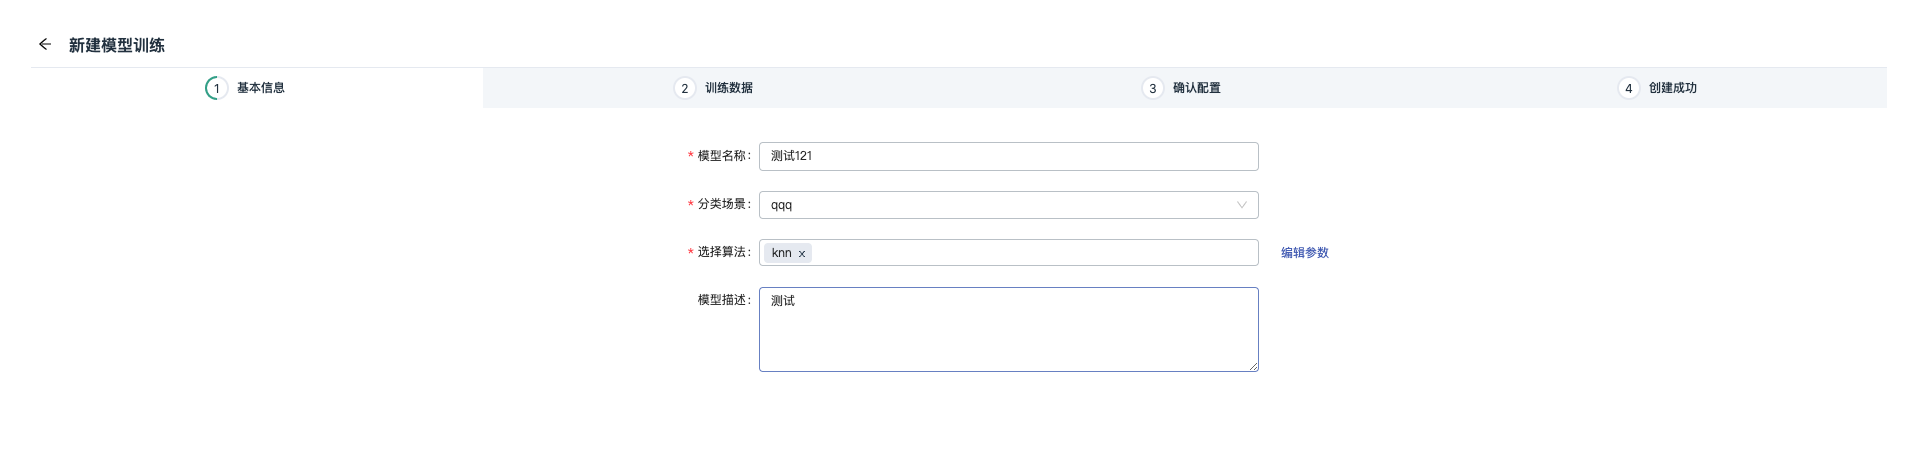 新建模型训练
1 基本信息 2 训练数据 3 确认配置 4 创建成功
* 模型名称： 测试121
* 分类场景： qqq
* 选择算法： knn x 编辑参数
模型描述： 测试